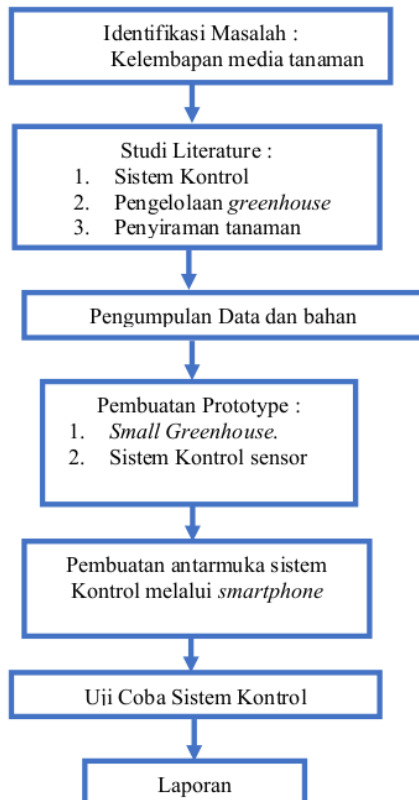 Identifikasi Masalah :
Kelembapan media tanaman
Studi Literature :
1. Sistem Kontrol
2. Pengelolaan greenhouse
3. Penyiraman tanaman
Pengumpulan Data dan bahan
Pembuatan Prototype :
1. Small Greenhouse.
2. Sistem Kontrol sensor
Pembuatan antarmuka sistem
Kontrol melalui smartphone
Uji Coba Sistem Kontrol
Laporan